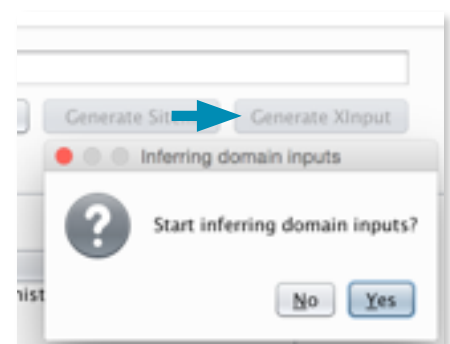 Generate Sit
Generate XInput
Inferring domain inputs
Start inferring domain inputs?
nist
No
Yes